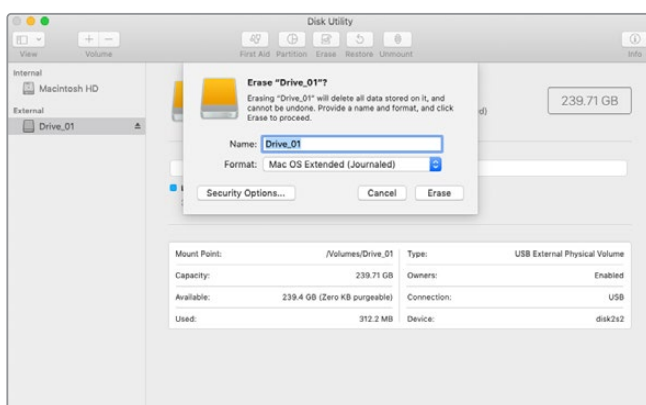 Disk Utility
View
Volume
First Aid Partition Erase Restore Unmount
Info
Internal
Macintosh HD
External
Drive_01
Erase "Drive_01"?
Erasing "Drive_01" will delete all data stored on it, and
cannot be undone. Provide a name and format, and click
Erase to proceed.
Name: Drive_01
Format: Mac OS Extended (Journaled)
Security Options... Cancel Erase
239.71 GB
Mount Point: /Volumes/Drive_01 Type: USB External Physical Volume
Capacity: 239.71 GB Owners: Enabled
Available: 239.4 GB (Zero KB purgeable) Connection: USB
Used: 312.2 MB Device: disk2s2